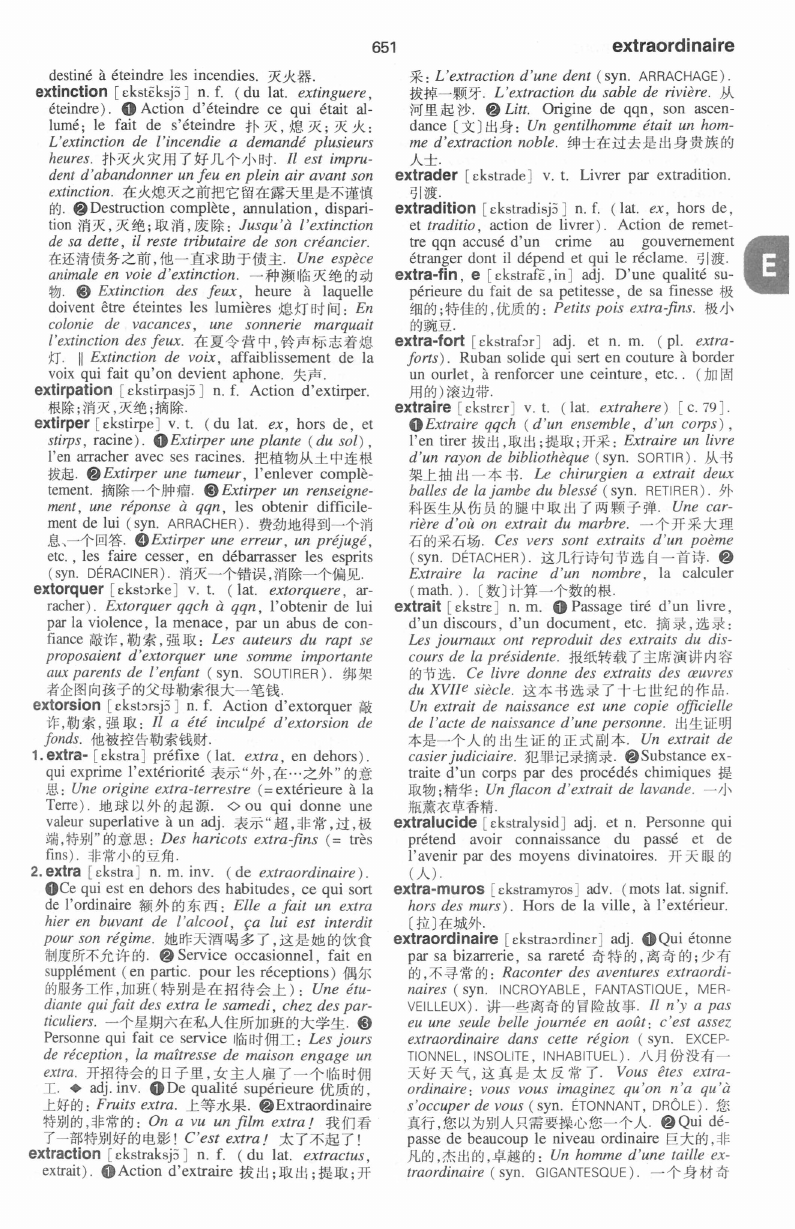 651
extraordinaire
destiné à éteindre les incendies. 灭火器.
extinction [ɛkstɛ̃ksjɔ̃] n. f. (du lat. extinguere,
éteindre). ❶ Action d'éteindre ce qui était al-
lumé; le fait de s'éteindre 扑灭,熄灭;灭火:
L'extinction de l'incendie a demandé plusieurs
heures. 扑灭火灾用了好几个小时. Il est impru-
dent d'abandonner un feu en plein air avant son
extinction. 在火熄灭之前把它留在露天里是不谨慎
的. ❷Destruction complète, annulation, dispari-
tion 消灭,灭绝;取消,废除: Jusqu'à l'extinction
de sa dette, il reste tributaire de son créancier.
在还清债务之前,他一直求助于债主. Une espèce
animale en voie d'extinction. 一种濒临灭绝的动
物. ❸ Extinction des feux, heure à laquelle
doivent être éteintes les lumières 熄灯时间: En
colonie de vacances, une sonnerie marquait
l'extinction des feux. 在夏令营中,铃声标志着熄
灯. ‖ Extinction de voix, affaiblissement de la
voix qui fait qu'on devient aphone. 失声.
extirpation [ɛkstirpasjɔ̃] n. f. Action d'extirper.
根除;消灭,灭绝;摘除.
extirper [ɛkstirpe] v. t. (du lat. ex, hors de, et
stirps, racine). ❶Extirper une plante (du sol),
l'en arracher avec ses racines. 把植物从土中连根
拔起. ❷Extirper une tumeur, l'enlever complè-
tement. 摘除一个肿瘤. ❸Extirper un renseigne-
ment, une réponse à qqn, les obtenir difficile-
ment de lui (syn. ARRACHER). 费劲地得到一个消
息、一个回答. ❹Extirper une erreur, un préjugé,
etc., les faire cesser, en débarrasser les esprits
(syn. DÉRACINER). 消灭一个错误,消除一个偏见.
extorquer [ɛkstɔrke] v. t. (lat. extorquere, ar-
racher). Extorquer qqch à qqn, l'obtenir de lui
par la violence, la menace, par un abus de con-
fiance 敲诈,勒索,强取: Les auteurs du rapt se
proposaient d'extorquer une somme importante
aux parents de l'enfant (syn. SOUTIRER). 绑架
者企图向孩子的父母勒索很大一笔钱.
extorsion [ɛkstɔrsjɔ̃] n. f. Action d'extorquer 敲
诈,勒索,强取: Il a été inculpé d'extorsion de
fonds. 他被控告勒索钱财.
1. extra- [ɛkstra] préfixe (lat. extra, en dehors).
qui exprime l'extériorité 表示“外,在…之外”的意
思: Une origine extra-terrestre (=extérieure à la
Terre). 地球以外的起源. ◇ ou qui donne une
valeur superlative à un adj. 表示“超,非常,过,极
端,特别”的意思: Des haricots extra-fins (= très
fins). 非常小的豆角.
2. extra [ɛkstra] n. m. inv. (de extraordinaire).
❶Ce qui est en dehors des habitudes, ce qui sort
de l'ordinaire 额外的东西: Elle a fait un extra
hier en buvant de l'alcool, ça lui est interdit
pour son régime. 她昨天酒喝多了,这是她的饮食
制度所不允许的. ❷ Service occasionnel, fait en
supplément (en partic. pour les réceptions) 偶尔
的服务工作,加班(特别是在招待会上): Une étu-
diante qui fait des extra le samedi, chez des par-
ticuliers. 一个星期六在私人住所加班的大学生. ❸
Personne qui fait ce service 临时佣工: Les jours
de réception, la maîtresse de maison engage un
extra. 开招待会的日子里,女主人雇了一个临时佣
工. ◆ adj. inv. ❶De qualité supérieure 优质的,
上好的: Fruits extra. 上等水果. ❷Extraordinaire
特别的,非常的: On a vu un film extra! 我们看
了一部特别好的电影! C'est extra! 太了不起了!
extraction [ɛkstraksjɔ̃] n. f. (du lat. extractus,
extrait). ❶Action d'extraire 拔出;取出;提取;开
采: L'extraction d'une dent (syn. ARRACHAGE).
拔掉一颗牙. L'extraction du sable de rivière. 从
河里起沙. ❷ Litt. Origine de qqn, son ascen-
dance〔文〕出身: Un gentilhomme était un hom-
me d'extraction noble. 绅士在过去是出身贵族的
人士.
extrader [ɛkstrade] v. t. Livrer par extradition.
引渡.
extradition [ɛkstradisjɔ̃] n. f. (lat. ex, hors de,
et traditio, action de livrer). Action de remet-
tre qqn accusé d'un crime au gouvernement
étranger dont il dépend et qui le réclame. 引渡.
extra-fin, e [ɛkstrafɛ̃,in] adj. D'une qualité su-
périeure du fait de sa petitesse, de sa finesse 极
细的;特佳的,优质的: Petits pois extra-fins. 极小
的豌豆.
extra-fort [ɛkstrafɔr] adj. et n. m. (pl. extra-
forts). Ruban solide qui sert en couture à border
un ourlet, à renforcer une ceinture, etc.. (加固
用的)滚边带.
extraire [ɛkstrɛr] v. t. (lat. extrahere) [c. 79].
❶Extraire qqch (d'un ensemble, d'un corps),
l'en tirer 拔出,取出;提取;开采: Extraire un livre
d'un rayon de bibliothèque (syn. SORTIR). 从书
架上抽出一本书. Le chirurgien a extrait deux
balles de la jambe du blessé (syn. RETIRER). 外
科医生从伤员的腿中取出了两颗子弹. Une car-
rière d'où on extrait du marbre. 一个开采大理
石的采石场. Ces vers sont extraits d'un poème
(syn. DÉTACHER). 这几行诗句节选自一首诗. ❷
Extraire la racine d'un nombre, la calculer
(math.).〔数〕计算一个数的根.
extrait [ɛkstrɛ] n. m. ❶ Passage tiré d'un livre,
d'un discours, d'un document, etc. 摘录,选录:
Les journaux ont reproduit des extraits du dis-
cours de la présidente. 报纸转载了主席演讲内容
的节选. Ce livre donne des extraits des œuvres
du XVIIe siècle. 这本书选录了十七世纪的作品.
Un extrait de naissance est une copie officielle
de l'acte de naissance d'une personne. 出生证明
本是一个人的出生证的正式副本. Un extrait de
casier judiciaire. 犯罪记录摘录. ❷Substance ex-
traite d'un corps par des procédés chimiques 提
取物;精华: Un flacon d'extrait de lavande. 一小
瓶薰衣草香精.
extralucide [ɛkstralysid] adj. et n. Personne qui
prétend avoir connaissance du passé et de
l'avenir par des moyens divinatoires. 开天眼的
(人).
extra-muros [ɛkstramyros] adv. (mots lat. signif.
hors des murs). Hors de la ville, à l'extérieur.
〔拉〕在城外.
extraordinaire [ɛkstraɔrdinɛr] adj. ❶Qui étonne
par sa bizarrerie, sa rareté 奇特的,离奇的;少有
的,不寻常的: Raconter des aventures extraordi-
naires (syn. INCROYABLE, FANTASTIQUE, MER-
VEILLEUX). 讲一些离奇的冒险故事. Il n'y a pas
eu une seule belle journée en août; c'est assez
extraordinaire dans cette région (syn. EXCEP-
TIONNEL, INSOLITE, INHABITUEL). 八月份没有一
天好天气,这真是太反常了. Vous êtes extra-
ordinaire; vous vous imaginez qu'on n'a qu'à
s'occuper de vous (syn. ÉTONNANT, DRÔLE). 您
真行,您以为别人只需要操心您一个人. ❷Qui dé-
passe de beaucoup le niveau ordinaire 巨大的,非
凡的,杰出的,卓越的: Un homme d'une taille ex-
traordinaire (syn. GIGANTESQUE). 一个身材奇
E